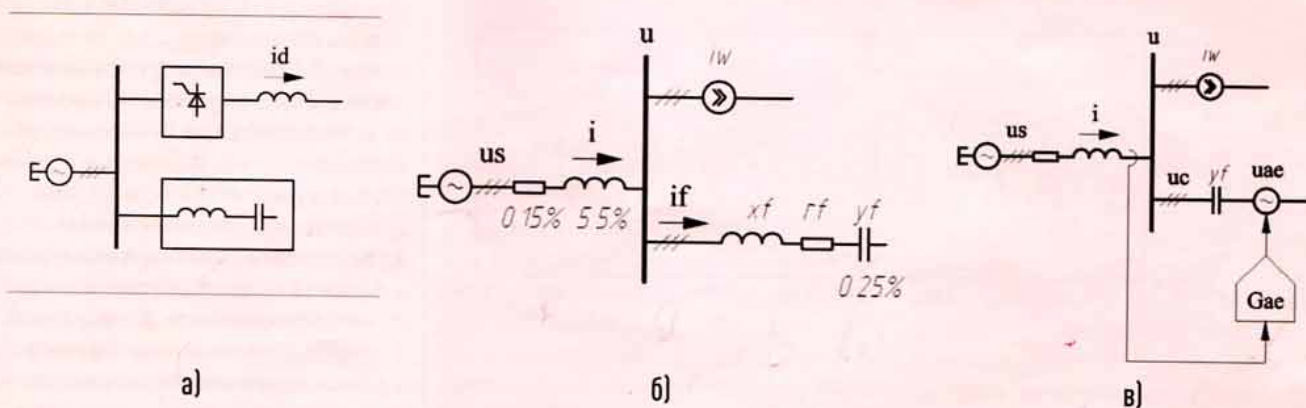 id
а)
u
iw
us
i
0.15%
5.5%
if
xf
rf
yf
0.25%
б)
u
iw
us
i
uc
yf
uae
Gae
в)